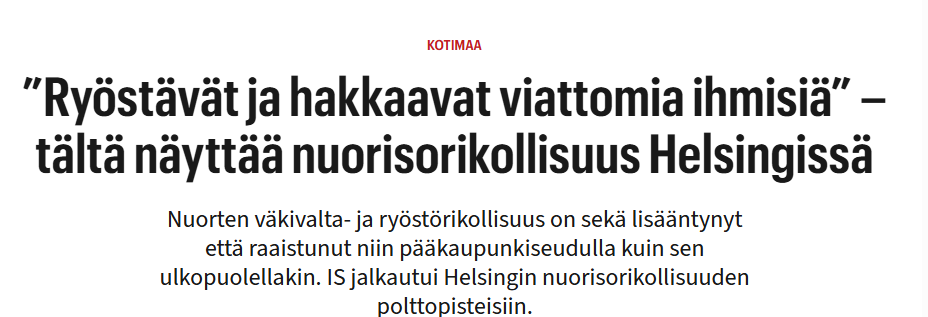 KOTIMAA
”Ryöstävät ja hakkaavat viattomia ihmisiä” –
tältä näyttää nuorisorikollisuus Helsingissä
Nuorten väkivalta- ja ryöstörikollisuus on sekä lisääntynyt
että raaistunut niin pääkaupunkiseudulla kuin sen
ulkopuolellakin. IS jalkautui Helsingin nuorisorikollisuuden
polttopisteisiin.